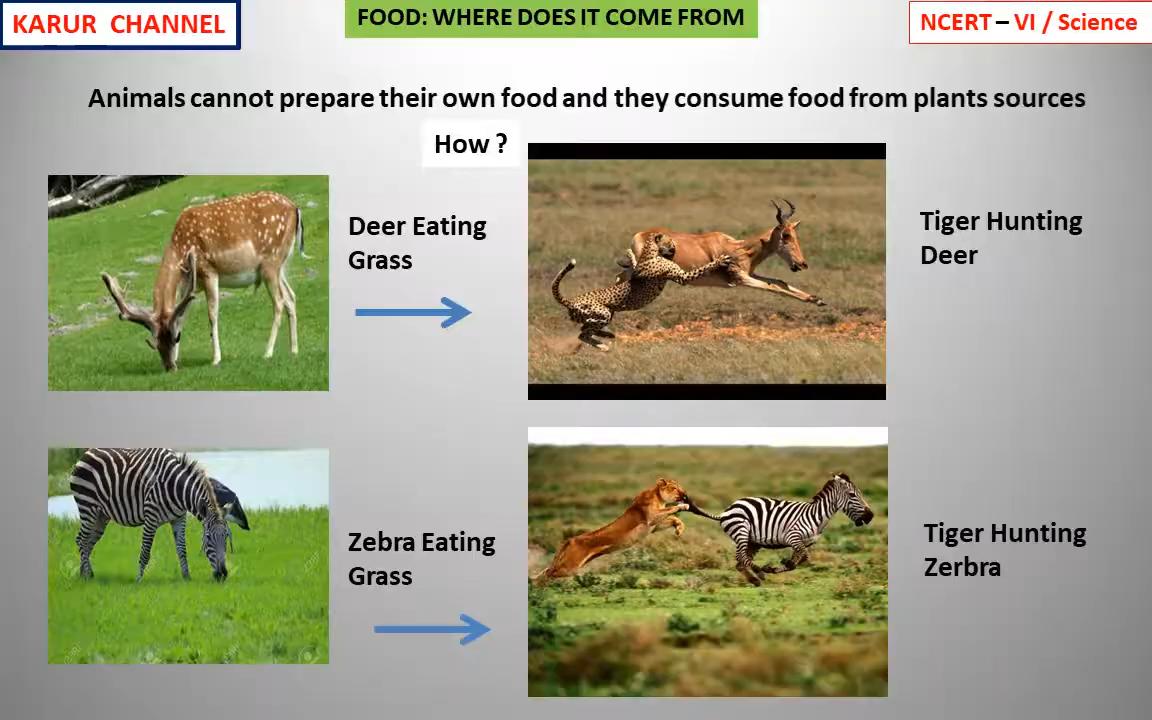 KARUR CHANNEL
FOOD: WHERE DOES IT COME FROM
NCERT – VI / Science
Animals cannot prepare their own food and they consume food from plants sources
How ?
Deer Eating
Grass
Tiger Hunting
Deer
Zebra Eating
Grass
Tiger Hunting
Zerbra